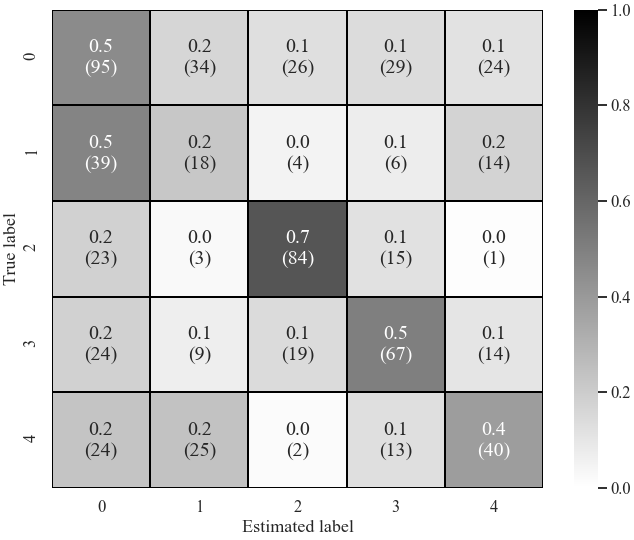 0.5 0.2 0.1 0.1 0.1
(95) (34) (26) (29) (24)
0.5 0.2 0.0 0.1 0.2
(39) (18) (4) (6) (14)
0.2 0.0 0.7 0.1 0.0
(23) (3) (84) (15) (1)
0.2 0.1 0.1 0.5 0.1
(24) (9) (19) (67) (14)
0.2 0.2 0.0 0.1 0.4
(24) (25) (2) (13) (40)
0 1 2 3 4
Estimated label
True label
0
1
2
3
4
1.0
0.8
0.6
0.4
0.2
0.0